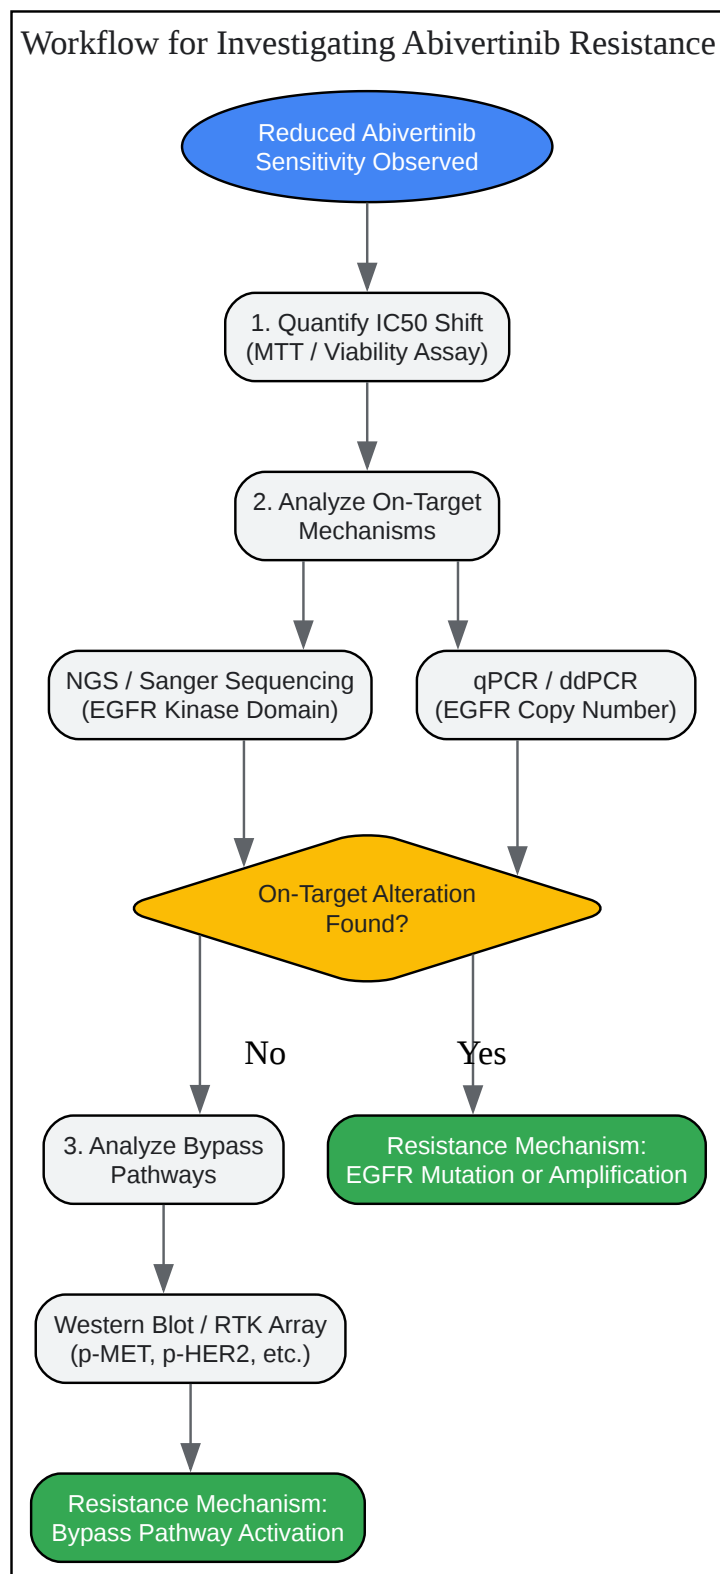 Workflow for Investigating Abivertinib Resistance
Reduced Abivertinib
Sensitivity Observed
1. Quantify IC50 Shift
(MTT / Viability Assay)
2. Analyze On-Target
Mechanisms
NGS / Sanger Sequencing
(EGFR Kinase Domain)
qPCR / ddPCR
(EGFR Copy Number)
On-Target Alteration
Found?
No
Yes
3. Analyze Bypass
Pathways
Resistance Mechanism:
EGFR Mutation or Amplification
Western Blot / RTK Array
(p-MET, p-HER2, etc.)
Resistance Mechanism:
Bypass Pathway Activation